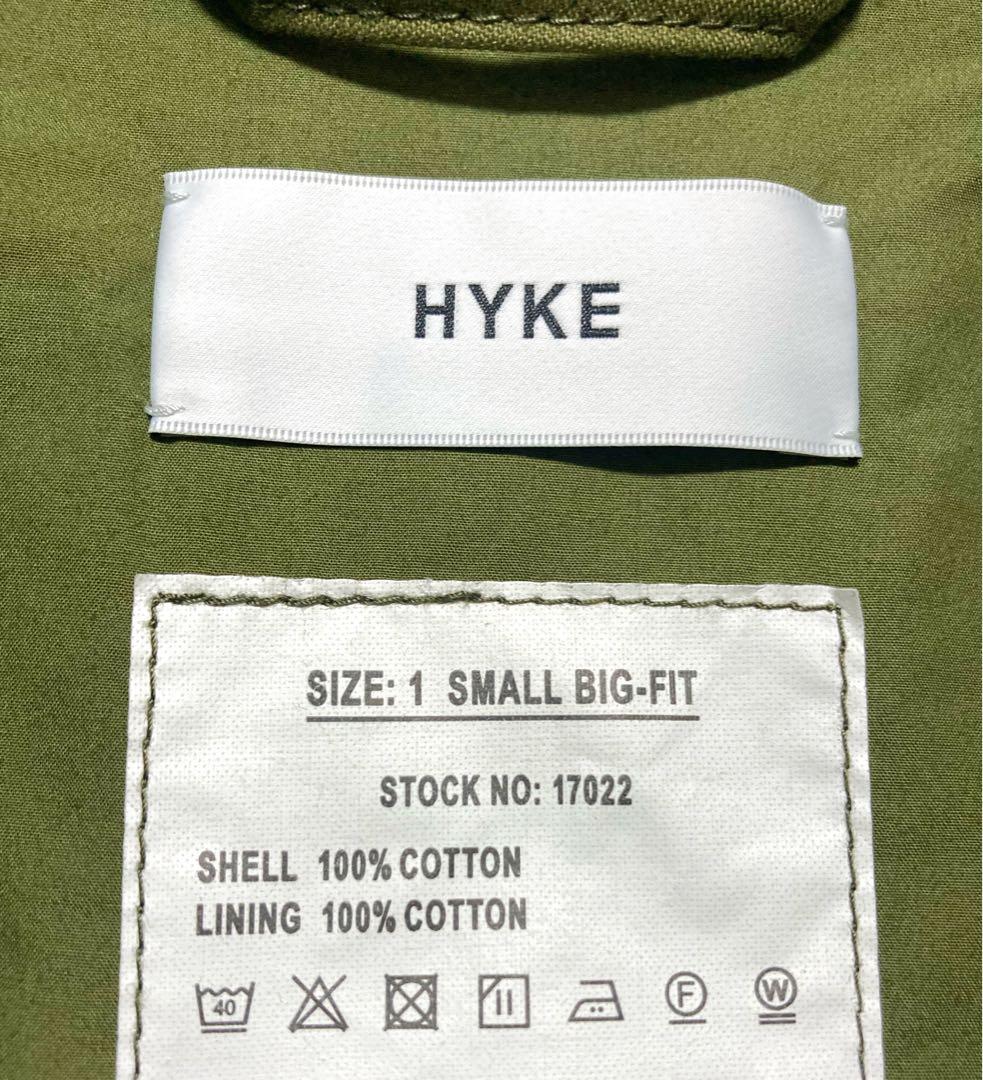 HYKE
SIZE: 1 SMALL BIG-FIT
STOCK NO: 17022
SHELL 100% COTTON
LINING 100% COTTON
40 F W